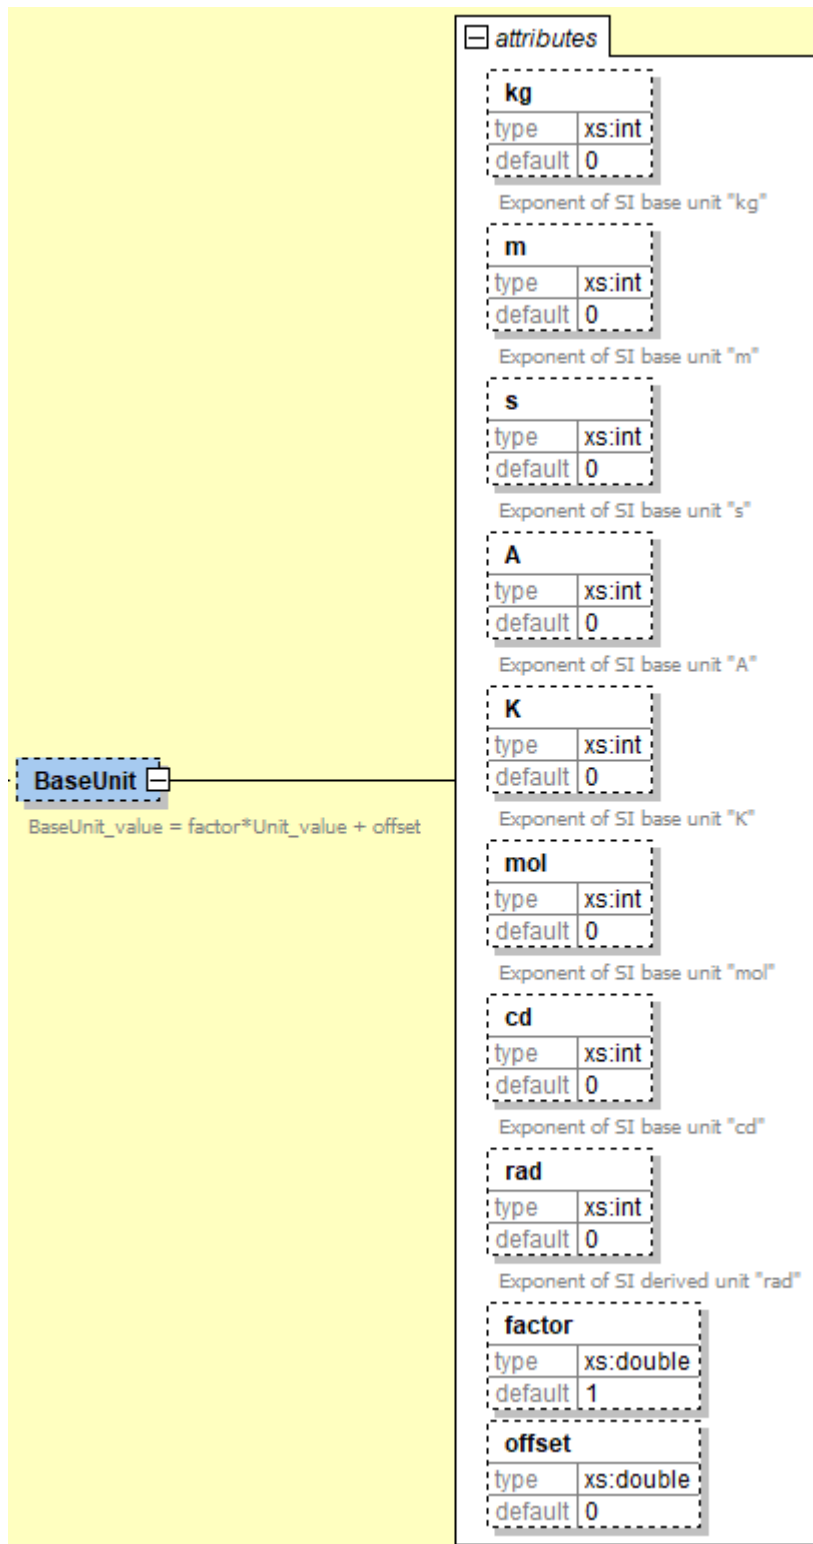 attributes
kg
type xs:int
default 0
Exponent of SI base unit "kg"
m
type xs:int
default 0
Exponent of SI base unit "m"
s
type xs:int
default 0
Exponent of SI base unit "s"
A
type xs:int
default 0
Exponent of SI base unit "A"
K
type xs:int
default 0
Exponent of SI base unit "K"
BaseUnit
BaseUnit_value = factor*Unit_value + offset
mol
type xs:int
default 0
Exponent of SI base unit "mol"
cd
type xs:int
default 0
Exponent of SI base unit "cd"
rad
type xs:int
default 0
Exponent of SI derived unit "rad"
factor
type xs:double
default 1
offset
type xs:double
default 0